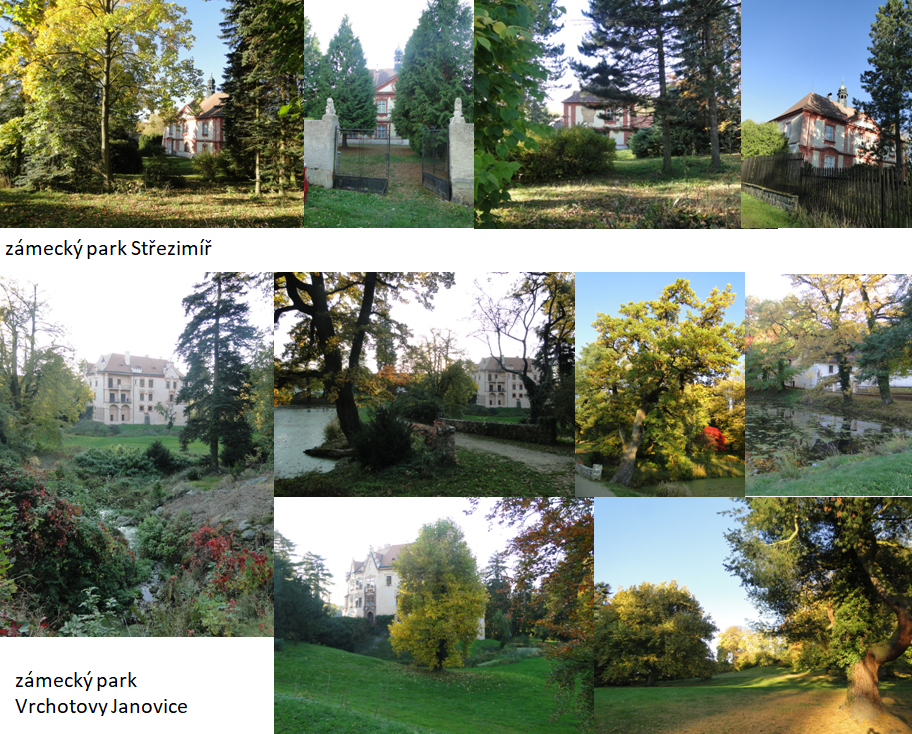 zámecký park Střezimíř
zámecký park
Vrchotovy Janovice